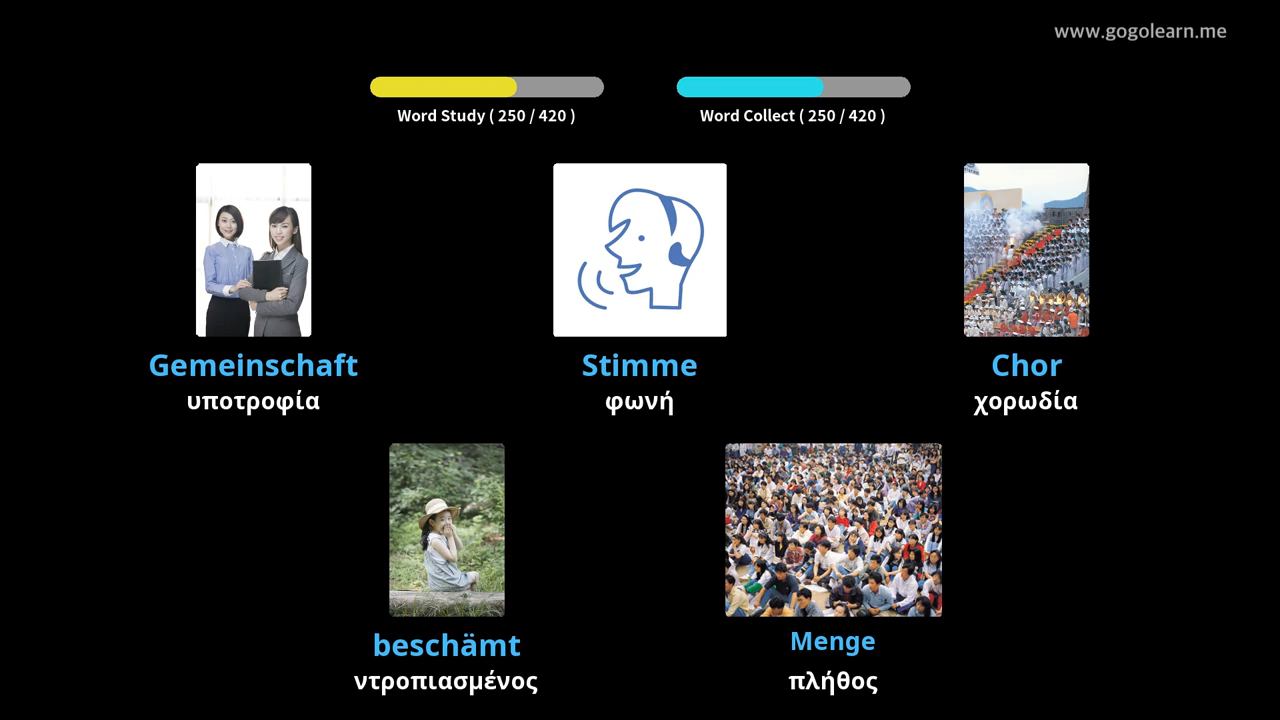 www.gogolearn.me
Word Study ( 250 / 420 )
Word Collect ( 250 / 420 )
Gemeinschaft
υποτροφία
Stimme
φωνή
Chor
χορωδία
beschämt
ντροπιασμένος
Menge
πλήθος